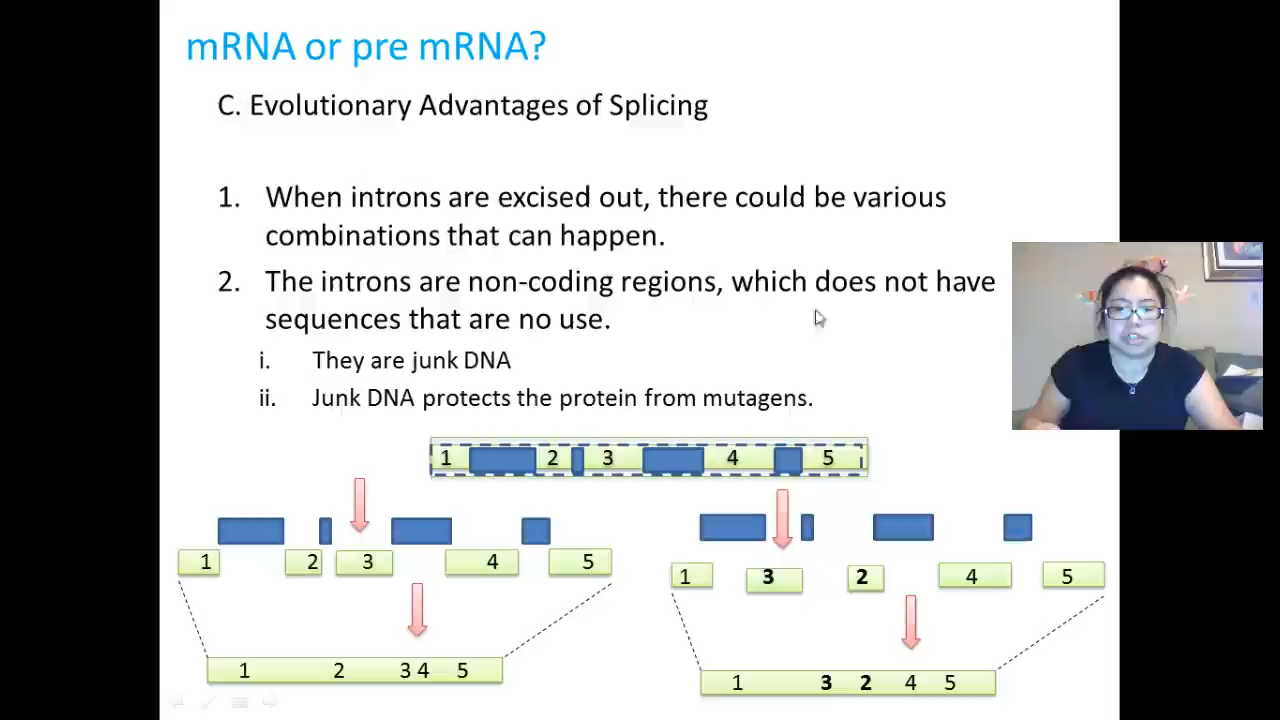 mRNA or pre mRNA?
C. Evolutionary Advantages of Splicing
1. When introns are excised out, there could be various
combinations that can happen.
2. The introns are non-coding regions, which does not have
sequences that are no use.
i. They are junk DNA
ii. Junk DNA protects the protein from mutagens.
1 2 3 4 5
1 2 3 4 5
1 3 2 4 5
1 2 3 4 5
1 3 2 4 5